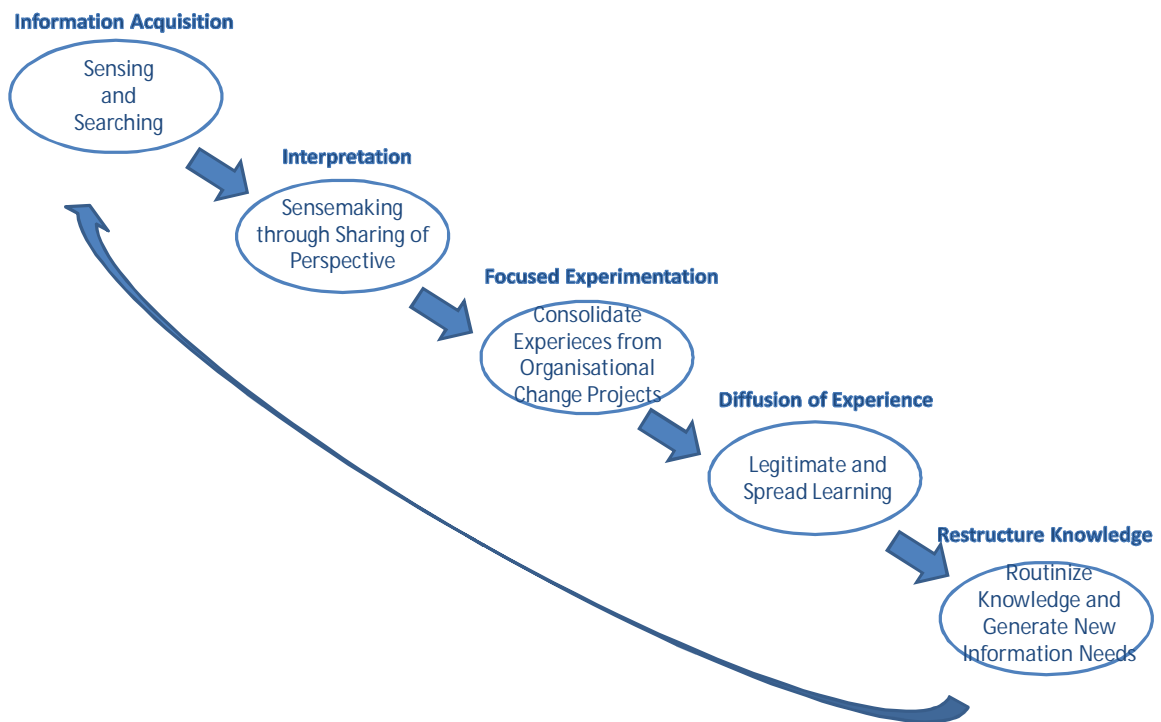 Information Acquisition
Sensing
and
Searching
Interpretation
Sensemaking
through Sharing of
Perspective
Focused Experimentation
Consolidate
Experieces from
Organisational
Change Projects
Diffusion of Experience
Legitimate and
Spread Learning
Restructure Knowledge
Routinize
Knowledge and
Generate New
Information Needs